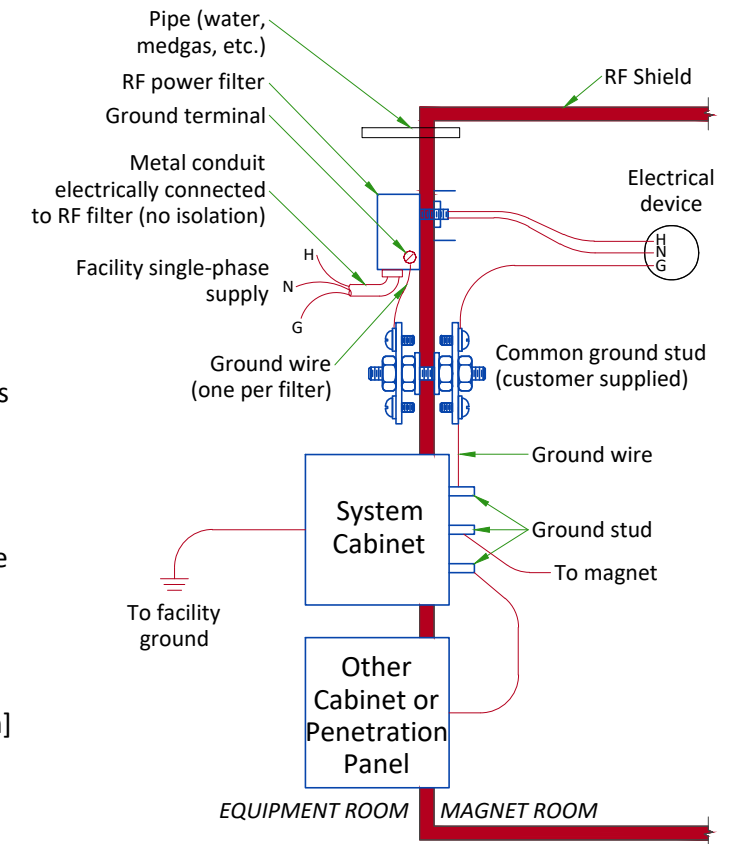 Pipe (water,
medgas, etc.)
RF power filter
Ground terminal
Metal conduit
electrically connected
to RF filter (no isolation)
Facility single-phase
supply
H
N
G
Ground wire
(one per filter)
RF Shield
Electrical
device
H
N
G
Common ground stud
(customer supplied)
s
Ground wire
System
Cabinet
Ground stud
e
To magnet
To facility
ground
Other
Cabinet or
Penetration
Panel
]
EQUIPMENT ROOM
MAGNET ROOM